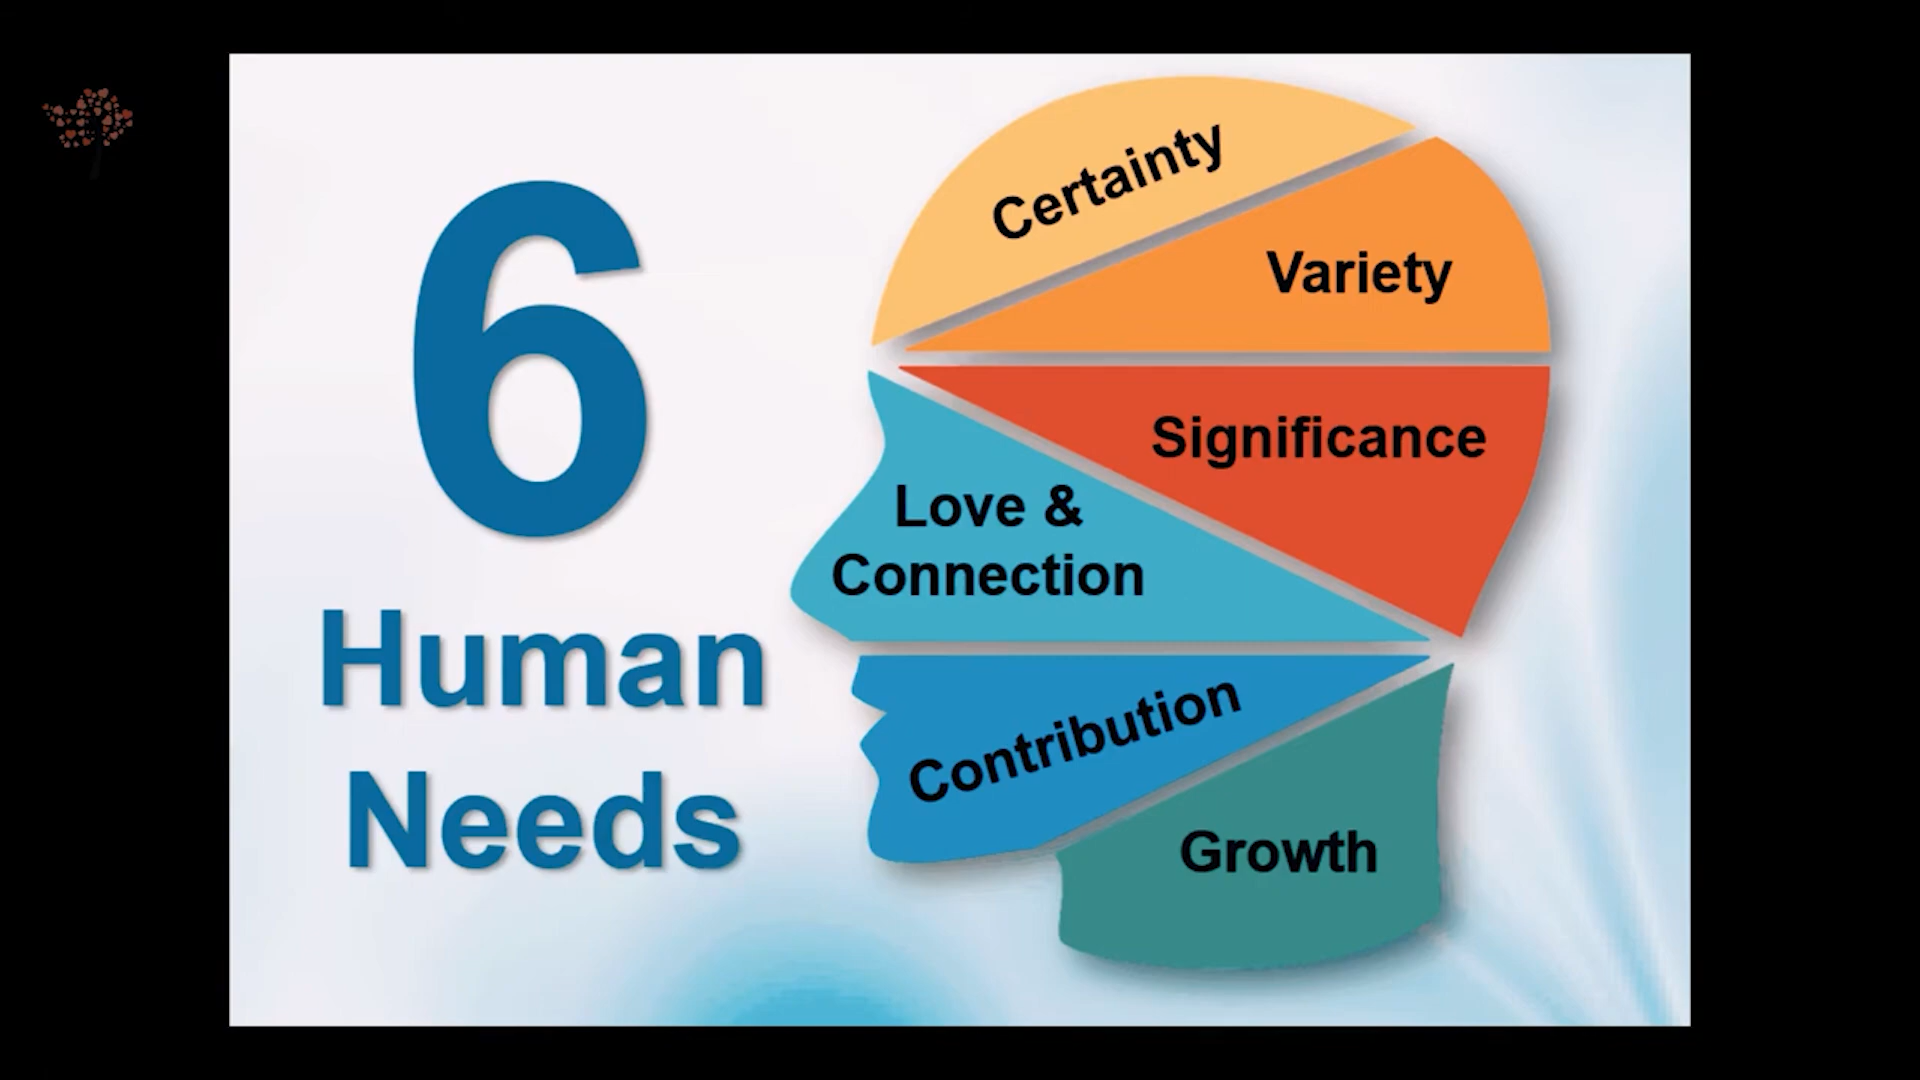 6
Human
Needs
Certainty
Variety
Significance
Love &
Connection
Contribution
Growth